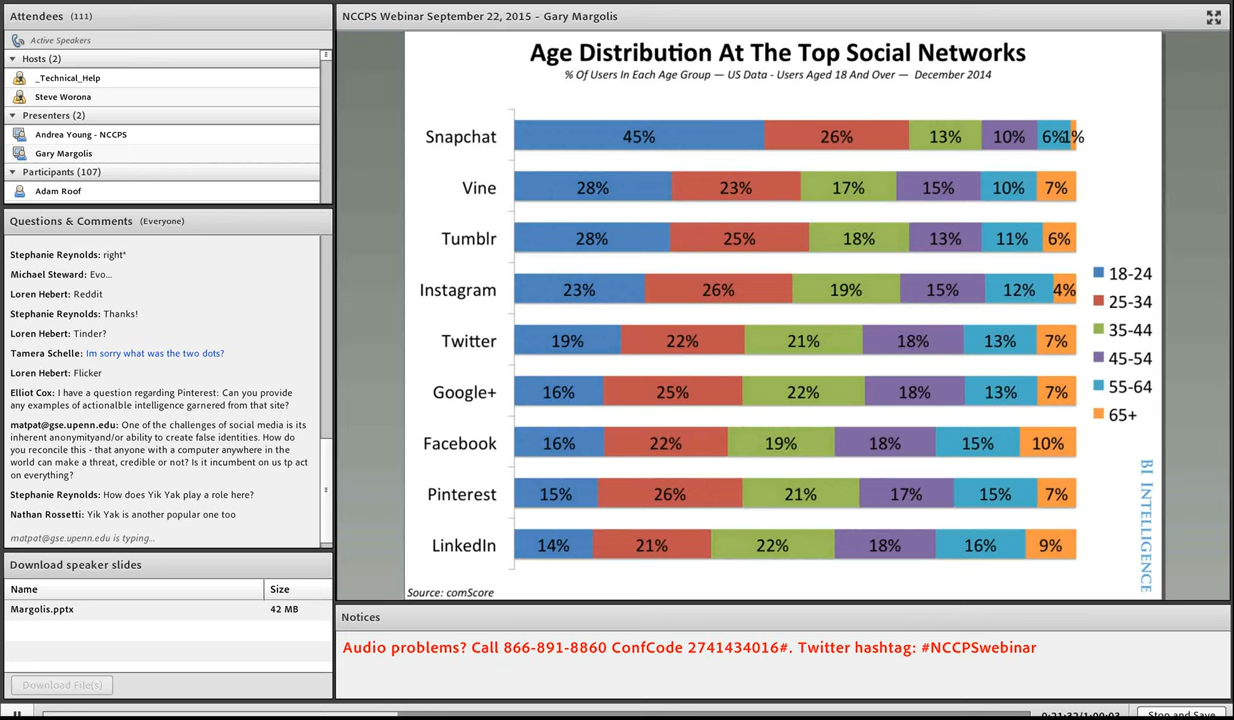 Attendees (111)
Active Speakers
Hosts (2)
_Technical_Help
Steve Worona
Presenters (2)
Andrea Young - NCCPS
Gary Margolis
Participants (107)
Adam Roof
Questions & Comments (Everyone)
Stephanie Reynolds: right*
Michael Steward: Evo...
Loren Hebert: Reddit
Stephanie Reynolds: Thanks!
Loren Hebert: Tinder?
Tamera Schelle: Im sorry what was the two dots?
Loren Hebert: Flicker
Elliot Cox: I have a question regarding Pinterest: Can you provide
any examples of actionalble intelligence garnered from that site?
matpat@gse.upenn.edu: One of the challenges of social media is its
inherent anonymityand/or ability to create false identities. How do
you reconcile this - that anyone with a computer anywhere in the
world can make a threat, credible or not? Is it incumbent on us tp act
on everything?
Stephanie Reynolds: How does Yik Yak play a role here?
Nathan Rossetti: Yik Yak is another popular one too
matpat@gse.upenn.edu is typing...
Download speaker slides
Name Size
Margolis.pptx 42 MB
Download File(s)
NCCPS Webinar September 22, 2015 - Gary Margolis
Age Distribution At The Top Social Networks
% Of Users In Each Age Group — US Data - Users Aged 18 And Over — December 2014
Snapchat 45% 26% 13% 10% 6% 1%
Vine 28% 23% 17% 15% 10% 7%
Tumblr 28% 25% 18% 13% 11% 6%
Instagram 23% 26% 19% 15% 12% 4%
Twitter 19% 22% 21% 18% 13% 7%
Google+ 16% 25% 22% 18% 13% 7%
Facebook 16% 22% 19% 18% 15% 10%
Pinterest 15% 26% 21% 17% 15% 7%
LinkedIn 14% 21% 22% 18% 16% 9%
18-24
25-34
35-44
45-54
55-64
65+
BI INTELLIGENCE
Source: comScore
Notices
Audio problems? Call 866-891-8860 ConfCode 2741434016#. Twitter hashtag: #NCCPSwebinar
0:21:32/1:00:03
Stop and Save